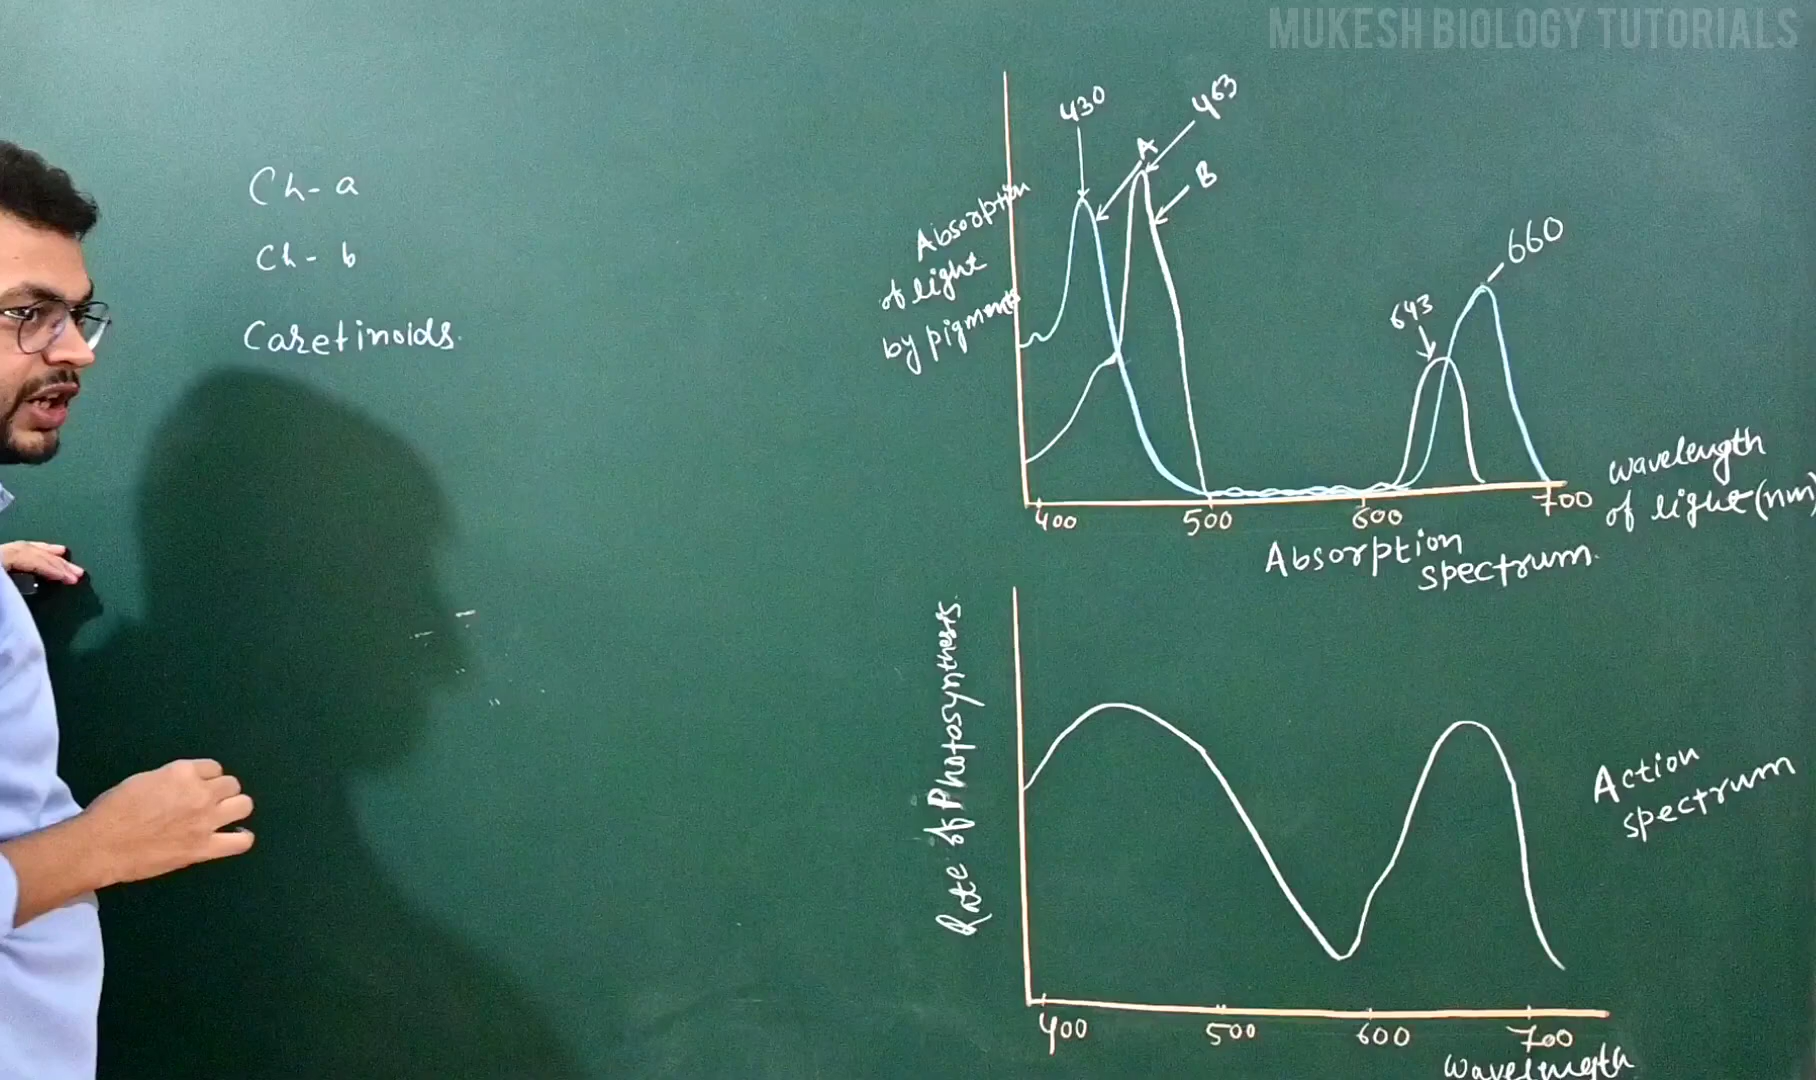 MUKESH BIOLOGY TUTORIALS
Ch- a
Ch- b
Caretinoids.
Absorption
of light
by pigments
430
463
A
B
643
660
400
500
600
700
wavelength
of light (nm)
Absorption
spectrum.
Rate of Photosynthesis.
Action
spectrum
400
500
600
700
wavelength